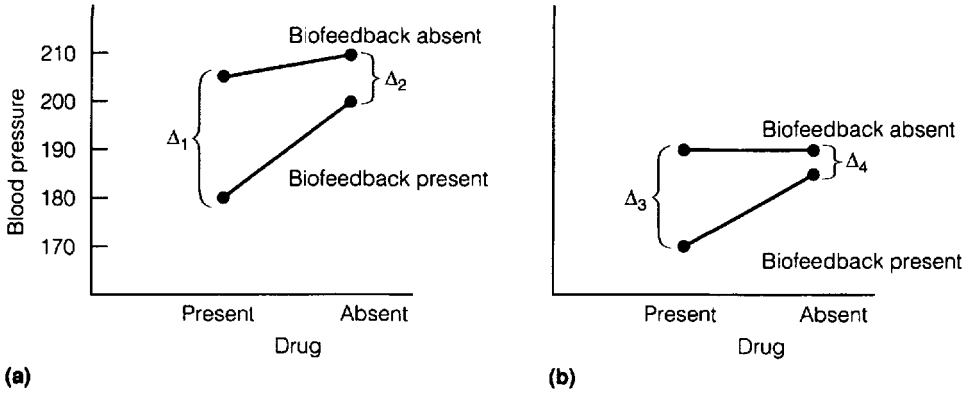 Biofeedback absent
210
Δ2
200
Blood pressure
Δ1
190
Biofeedback present
180
170
Present Absent
Drug
(a)
Biofeedback absent
Δ4
Δ3
Biofeedback present
Present Absent
Drug
(b)